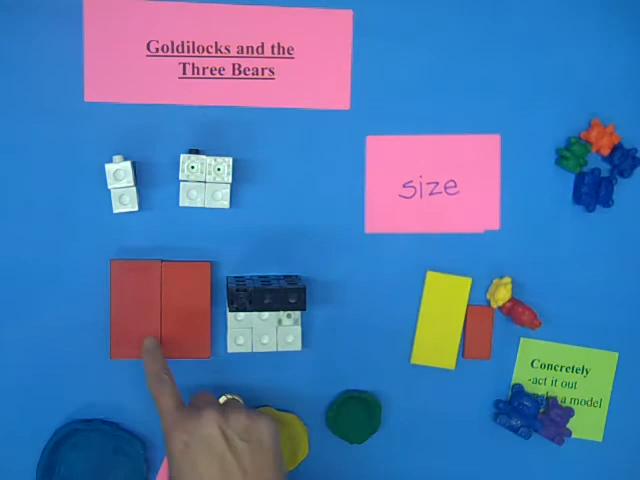 Goldilocks and the
Three Bears
size
Concretely
-act it out
a model